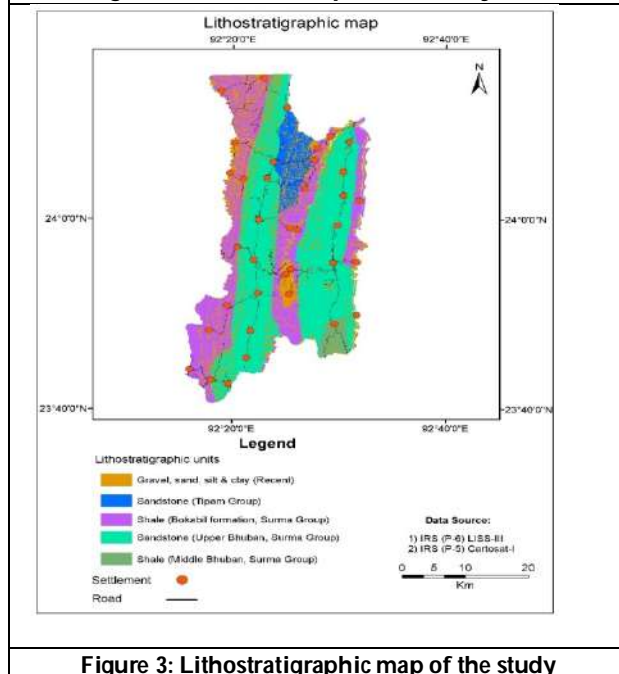 Lithostratigraphic map
92°20'0"E 92°40'0"E
N
24°0'0"N 24°0'0"N
23°40'0"N 23°40'0"N
92°20'0"E 92°40'0"E
Legend
Lithostratigraphic units
Gravel, sand, silt & clay (Recent)
Sandstone (Tipam Group)
Shale (Bokabil formation, Surma Group)
Sandstone (Upper Bhuban, Surma Group)
Shale (Middle Bhuban, Surma Group)
Settlement
Road
Data Source:
1) IRS (P-6) LISS-III
2) IRS (P-5) Cartosat-I
0 5 10 20
Km
Figure 3: Lithostratigraphic map of the study